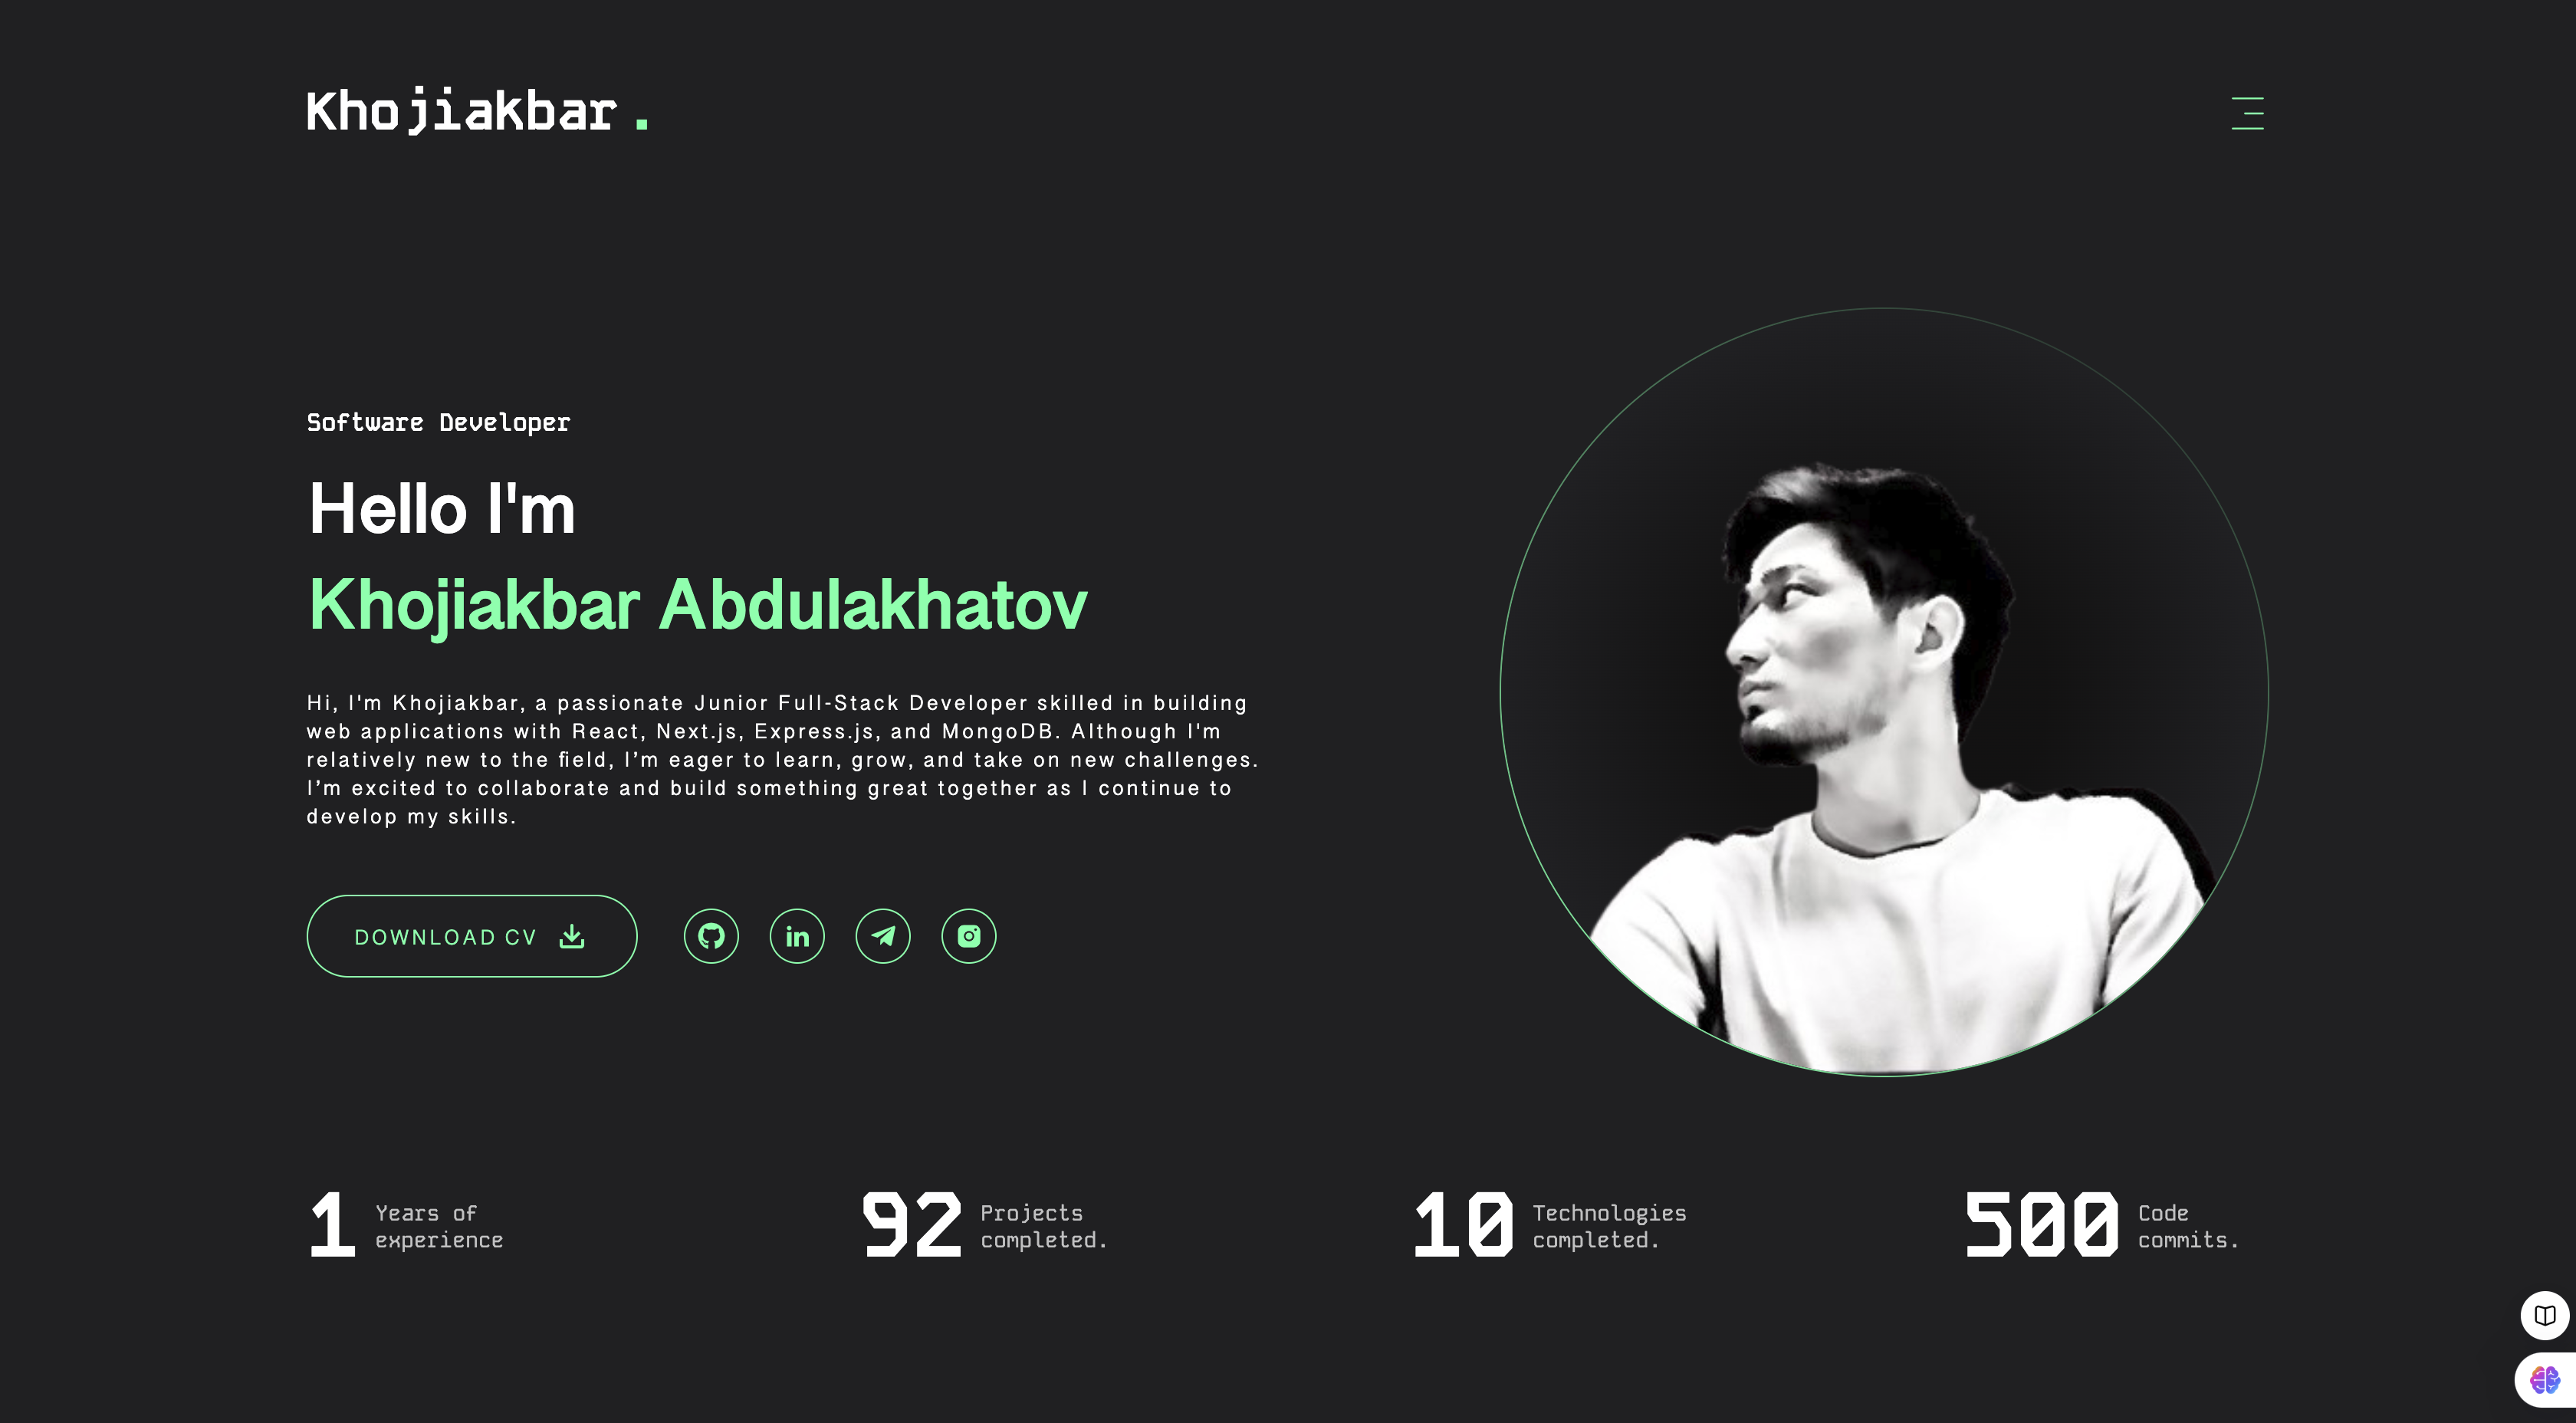 Khojiakbar.
Software Developer
Hello I'm
Khojiakbar Abdulakhatov
Hi, I'm Khojiakbar, a passionate Junior Full-Stack Developer skilled in building
web applications with React, Next.js, Express.js, and MongoDB. Although I'm
relatively new to the field, I’m eager to learn, grow, and take on new challenges.
I’m excited to collaborate and build something great together as I continue to
develop my skills.
DOWNLOAD CV
in
1 Years of
experience
92 Projects
completed.
10 Technologies
completed.
500 Code
commits.